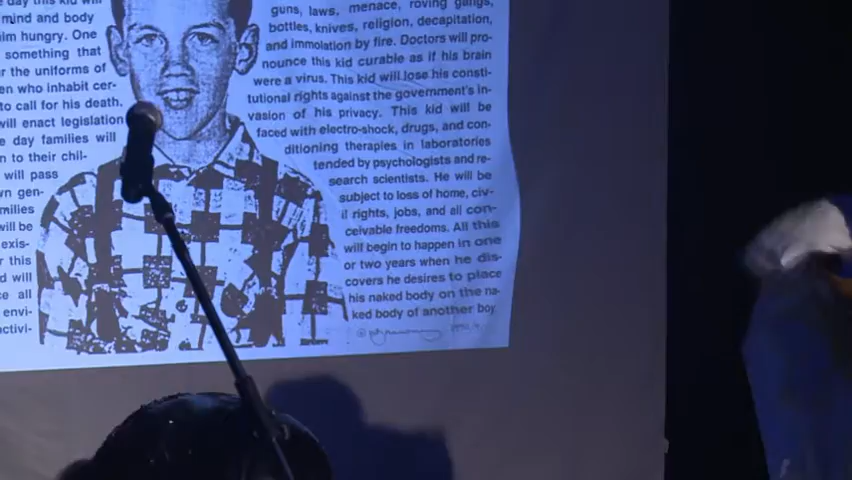 e day this kid will
mind and body
im hungry. One
something that
r the uniforms of
en who inhabit cer-
to call for his death.
will enact legislation
e day families will
n to their chil-
will pass
wn gen-
milies
will be
exis-
r this
d will
ce all
envi-
activi-
guns, laws, menace, roving gangs,
bottles, knives, religion, decapitation,
and immolation by fire. Doctors will pro-
nounce this kid curable as if his brain
were a virus. This kid will lose his consti-
tutional rights against the government's in-
vasion of his privacy. This kid will be
faced with electro-shock, drugs, and con-
ditioning therapies in laboratories
tended by psychologists and re-
search scientists. He will be
subject to loss of home, civ-
il rights, jobs, and all con-
ceivable freedoms. All this
will begin to happen in one
or two years when he dis-
covers he desires to place
his naked body on the na-
ked body of another boy